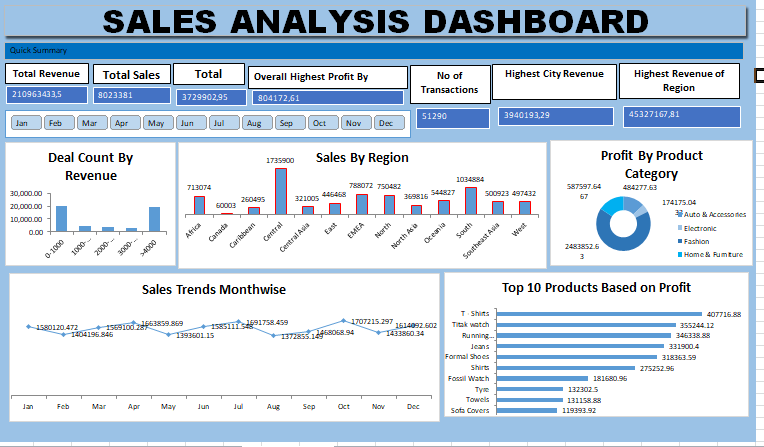 SALES ANALYSIS DASHBOARD
Quick Summary
Total Revenue
210963433,5
Total Sales
8023381
Total
3729902,95
Overall Highest Profit By
804172,61
No of
Transactions
51290
Highest City Revenue
3940193,29
Highest Revenue of
Region
45327167,81
Jan Feb Mar Apr May Jun Jul Aug Sep Oct Nov Dec
Deal Count By
Revenue
30,000.00
20,000.00
10,000.00
0.00
0-1000 1000-... 2000-... 3000-... >4000
Sales By Region
713074 60003 260495 1735900 321005 446468 788072 750482 369816 544827 1034884 500923 497432
Africa Canada Caribbean Central Central Asia East EMEA North North Asia Oceania South Southeast Asia West
Profit By Product
Category
587597.64
67
484277.63
174175.04
2483852.6
3
Auto & Accessories
Electronic
Fashion
Home & Furniture
Sales Trends Monthwise
1580120.472 1404196.846 1569100.287 1663859.869 1393601.15 1585111.548 1691758.459 1372855.149 1468068.94 1707215.297 1433860.34 1614092.602
Jan Feb Mar Apr May Jun Jul Aug Sep Oct Nov Dec
Top 10 Products Based on Profit
T - Shirts 407716.88
Titak watch 355244.12
Running... 346338.88
Jeans 331900.4
Formal Shoes 318363.59
Shirts 275252.96
Fossil Watch 181680.96
Tyre 132302.5
Towels 131158.88
Sofa Covers 119393.92